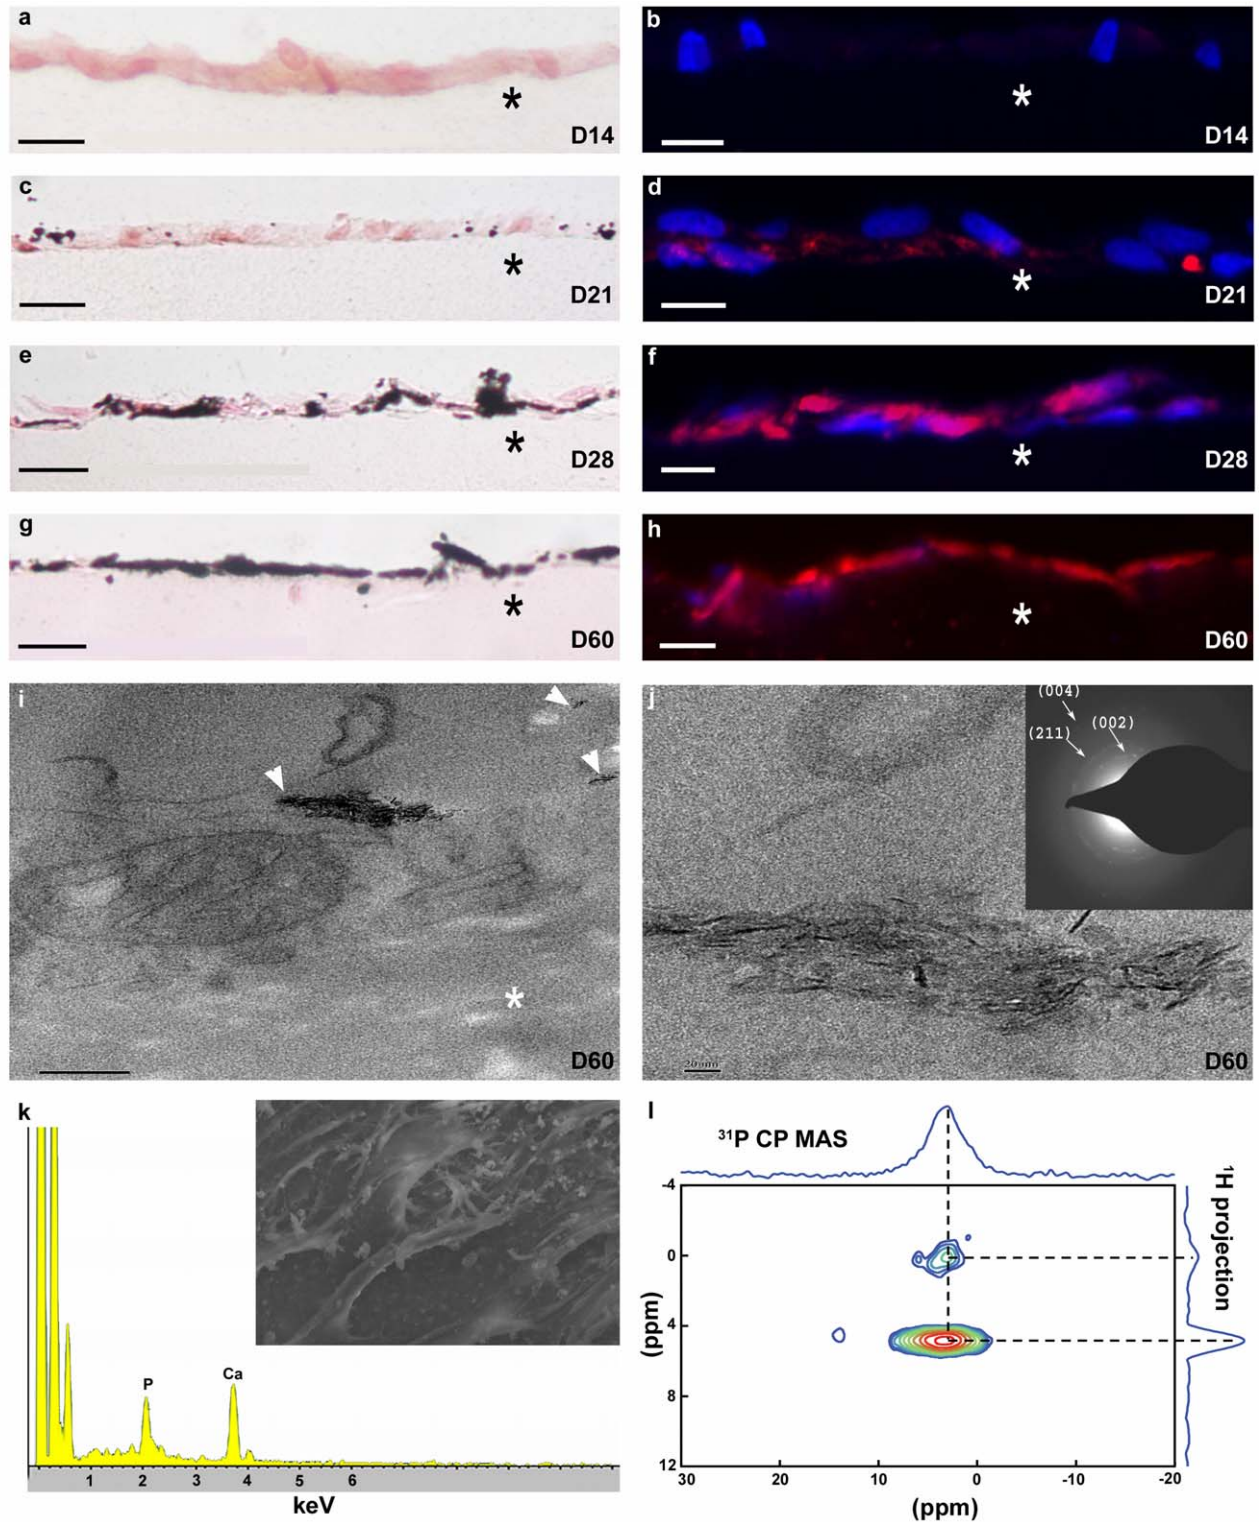 a
*
D14
b
*
D14
c
*
D21
d
*
D21
e
*
D28
f
*
D28
g
*
D60
h
*
D60
i
*
D60
j
(004)
(211)
(002)
20 nm
D60
k
P
Ca
1 2 3 4 5 6
keV
l
31P CP MAS
1H projection
-4
0
4
8
12
(ppm)
30 20 10 0 -10 -20
(ppm)